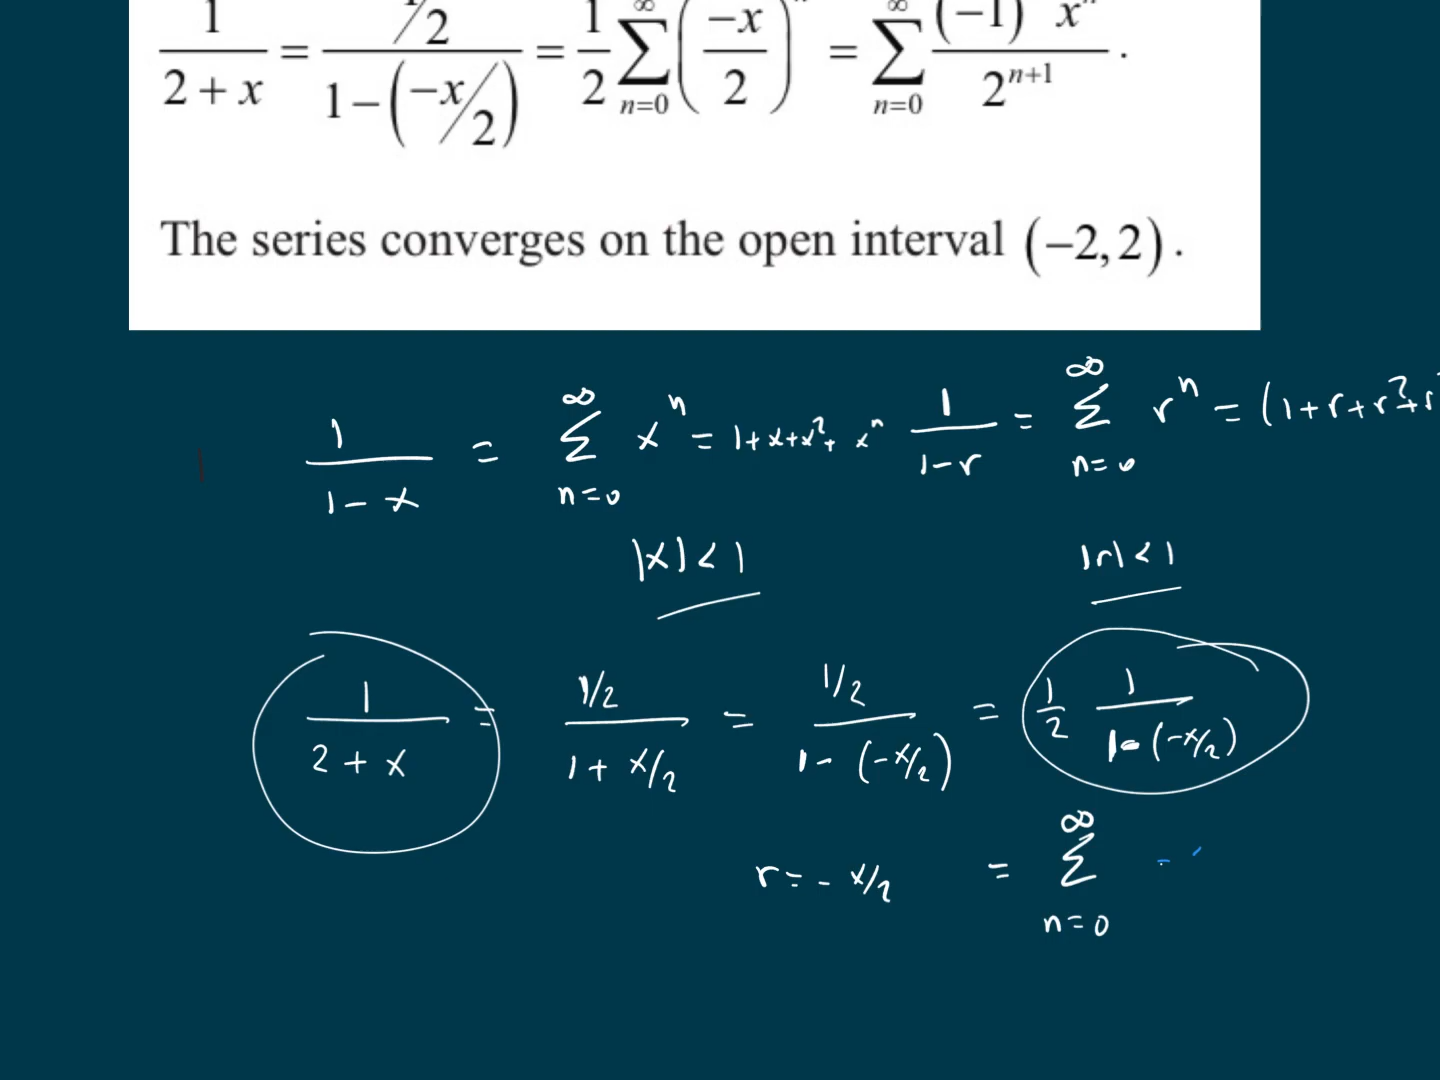 1/(2+x) = (1/2)/(1-(-x/2)) = 1/2 ∑_{n=0}^{∞} (-x/2)^n = ∑_{n=0}^{∞} (-1) x^n/2^{n+1}.
The series converges on the open interval (-2,2).
1/(1-x) = ∑_{n=0}^{∞} x^n = 1+x+x²+ x^n 1/(1-r) = ∑_{n=0}^{∞} r^n = (1+r+r²+r
|x|<1 |r|<1
1/(2+x) = (1/2)/(1+x/2) = (1/2)/(1-(-x/2)) = 1/2 1/(1-(-x/2))
r = -x/2 = ∑_{n=0}^{∞} -